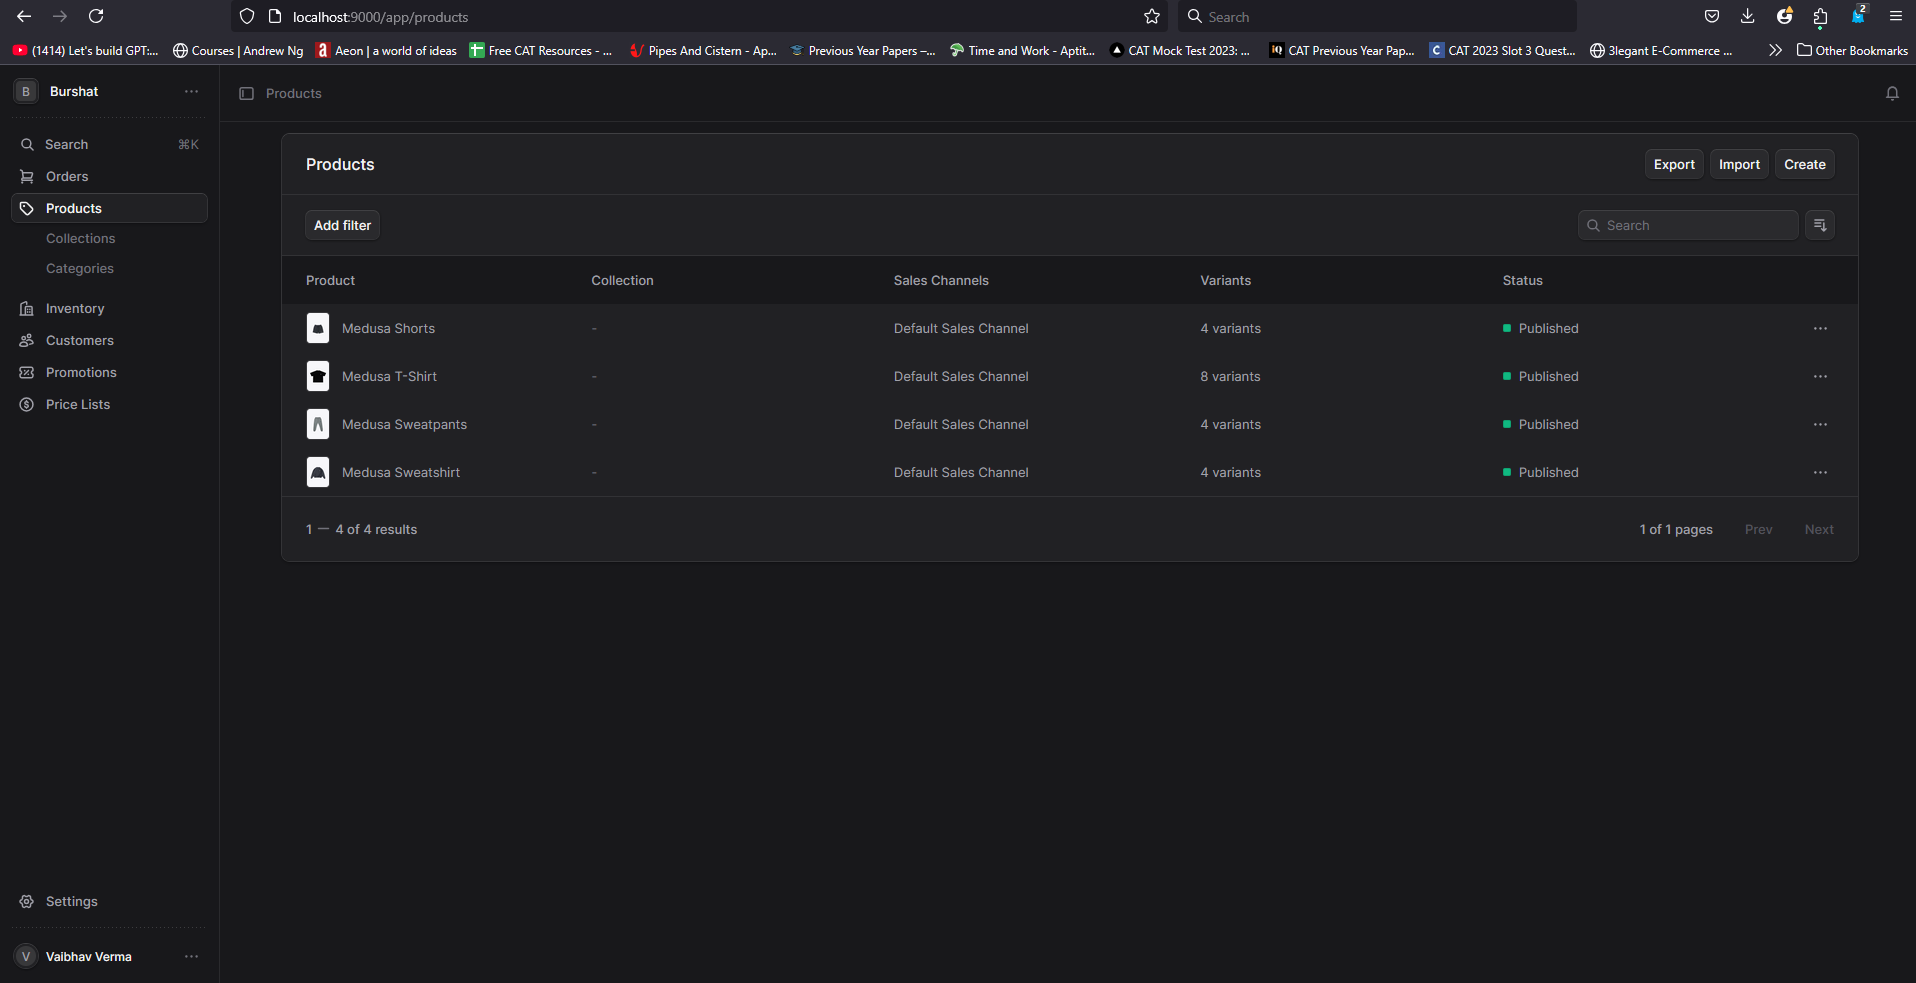 localhost:9000/app/products
Search
2
(1414) Let's build GPT:...
Courses | Andrew Ng
a Aeon | a world of ideas
Free CAT Resources - ...
Pipes And Cistern - Ap...
Previous Year Papers –...
Time and Work - Aptit...
CAT Mock Test 2023: ...
iQ CAT Previous Year Pap...
C CAT 2023 Slot 3 Quest...
3legant E-Commerce ...
Other Bookmarks
B Burshat
Search ⌘K
Orders
Products
Collections
Categories
Inventory
Customers
Promotions
Price Lists
Settings
V Vaibhav Verma
Products
Products
Export Import Create
Add filter
Search
Product Collection Sales Channels Variants Status
Medusa Shorts - Default Sales Channel 4 variants Published
Medusa T-Shirt - Default Sales Channel 8 variants Published
Medusa Sweatpants - Default Sales Channel 4 variants Published
Medusa Sweatshirt - Default Sales Channel 4 variants Published
1 — 4 of 4 results
1 of 1 pages Prev Next